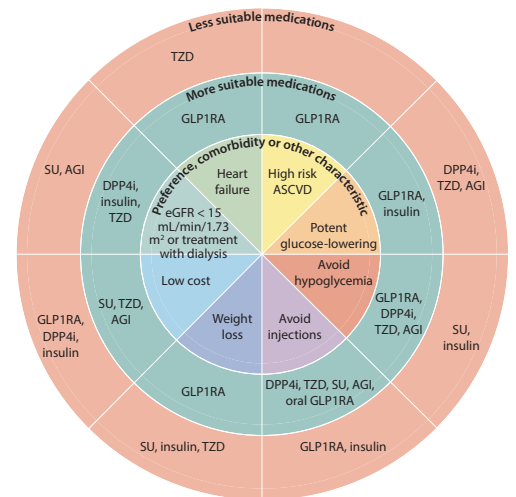 Less suitable medications
TZD
More suitable medications
GLP1RA
GLP1RA
Preference, comorbidity or other characteristic
SU, AGI
DPP4i,
insulin,
TZD
Heart
failure
High risk
ASCVD
GLP1RA,
insulin
DPP4i,
TZD, AGI
eGFR < 15
mL/min/1.73
m² or treatment
with dialysis
Potent
glucose-lowering
Low cost
Avoid
hypoglycemia
SU, TZD,
AGI
GLP1RA,
DPP4i,
TZD, AGI
GLP1RA,
DPP4i,
insulin
SU,
insulin
Weight
loss
Avoid
injections
GLP1RA
DPP4i, TZD, SU, AGI,
oral GLP1RA
SU, insulin, TZD
GLP1RA, insulin